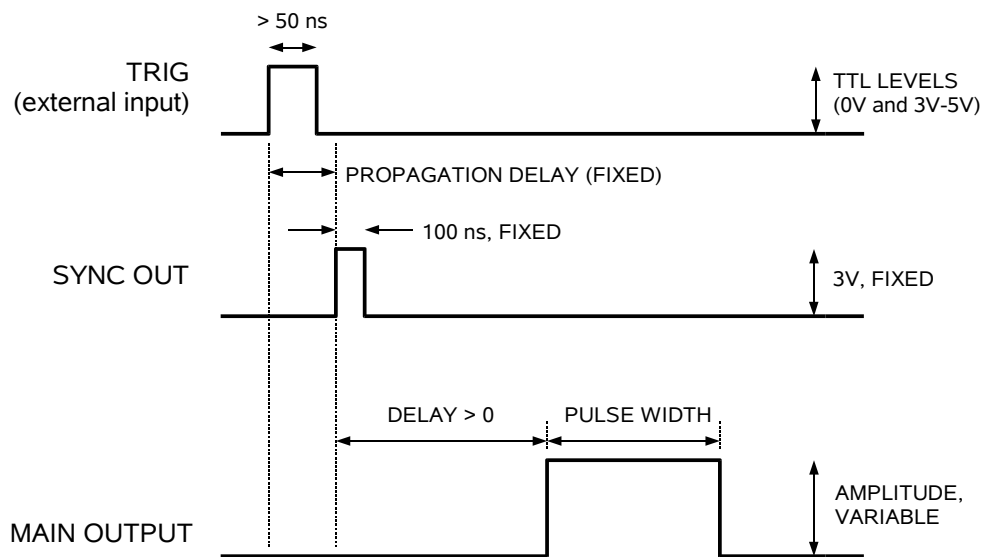 > 50 ns
TRIG
(external input)
TTL LEVELS
(0V and 3V-5V)
PROPAGATION DELAY (FIXED)
100 ns, FIXED
SYNC OUT
3V, FIXED
DELAY > 0
PULSE WIDTH
AMPLITUDE,
VARIABLE
MAIN OUTPUT